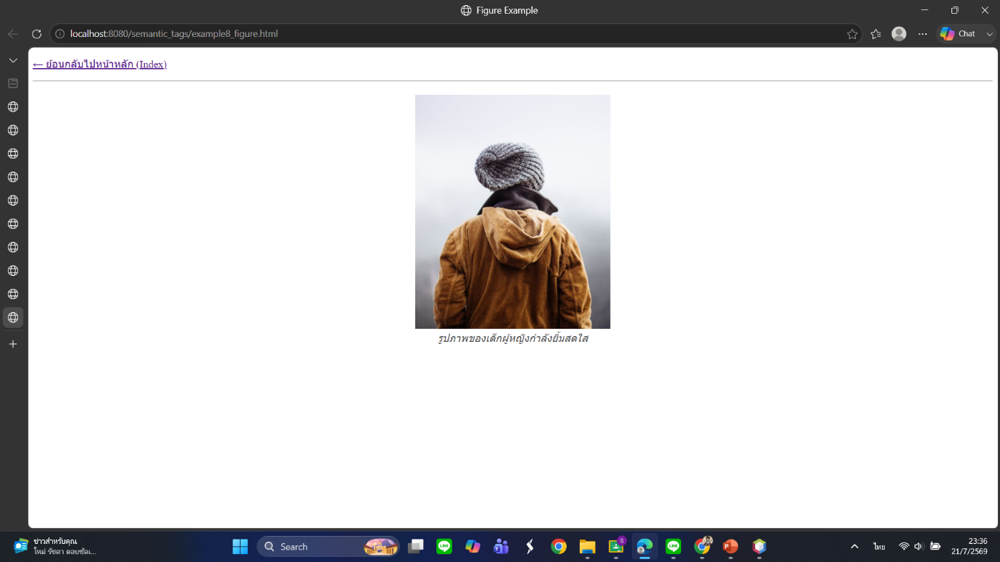 Figure Example
localhost:8080/semantic_tags/example8_figure.html
Chat
← ย้อนกลับไปหน้าหลัก (Index)
รูปภาพของเด็กผู้หญิงกำลังยิ้มสดใส
ข่าวสำหรับคุณ
ใหม่ รัชดา ตอบชัดเ...
Search
LINE
LINE
S
ไทย
23:36
21/7/2569